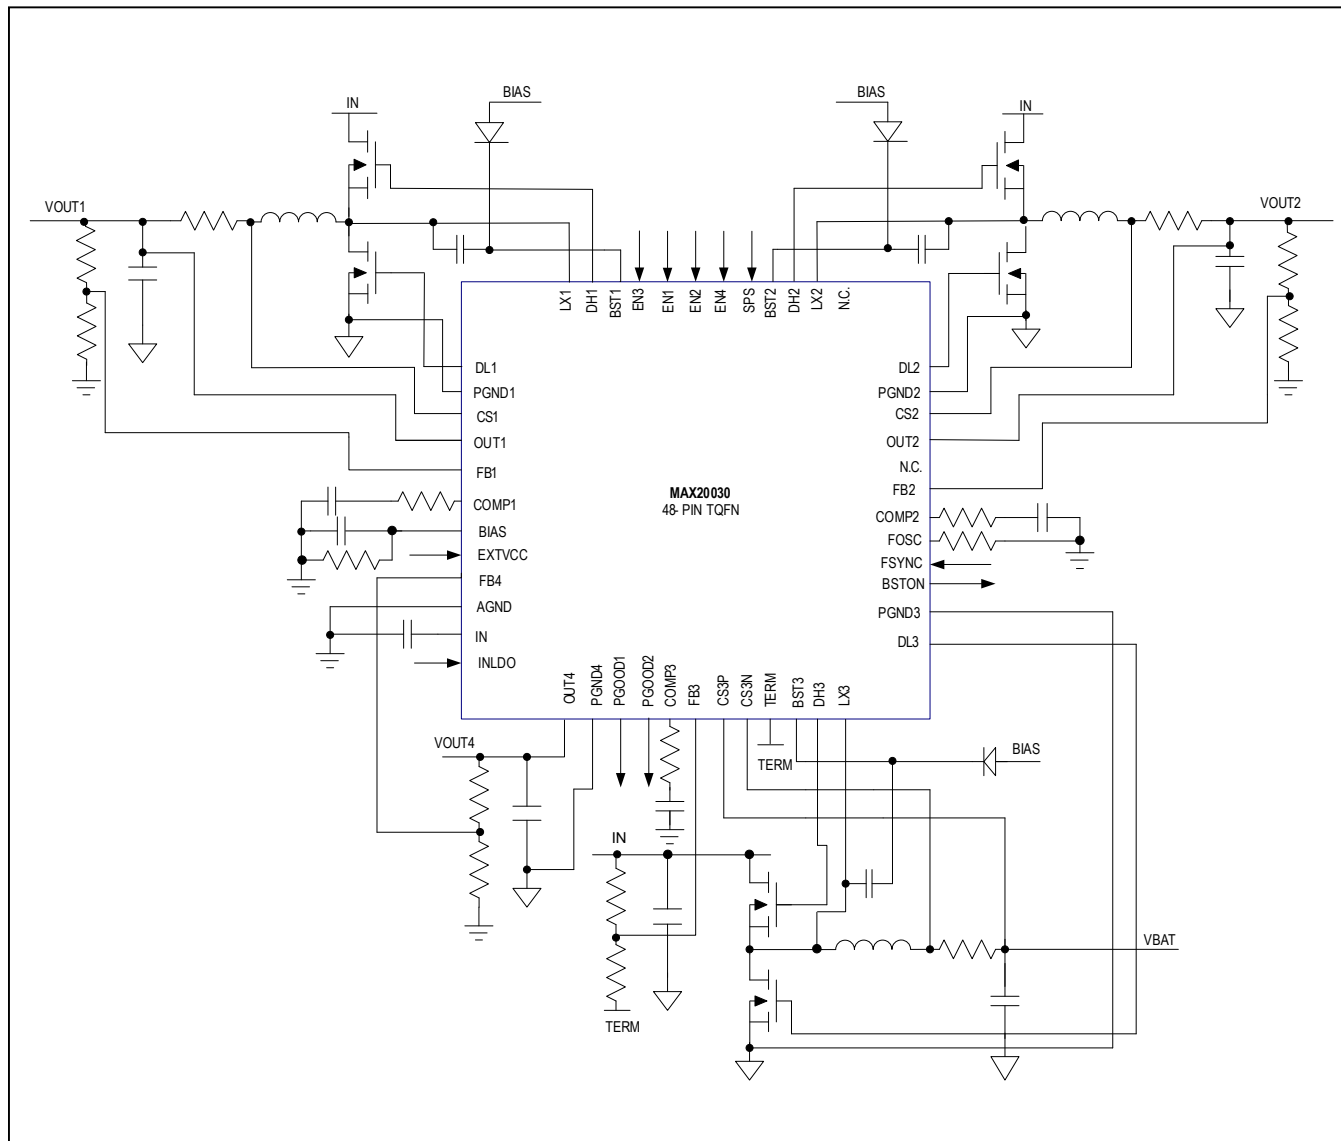 BIAS
BIAS
IN
IN
VOUT1
VOUT2
LX1
DH1
BST1
EN3
EN1
EN2
EN4
SPS
BST2
DH2
LX2
N.C.
DL1
PGND1
CS1
OUT1
FB1
COMP1
BIAS
EXTVCC
FB4
AGND
IN
INLDO
MAX20030
48- PIN TQFN
DL2
PGND2
CS2
OUT2
N.C.
FB2
COMP2
FOSC
FSYNC
BSTON
PGND3
DL3
OUT4
PGND4
PGOOD1
PGOOD2
COMP3
FB3
CS3P
CS3N
TERM
BST3
DH3
LX3
VOUT4
TERM
BIAS
IN
VBAT
TERM